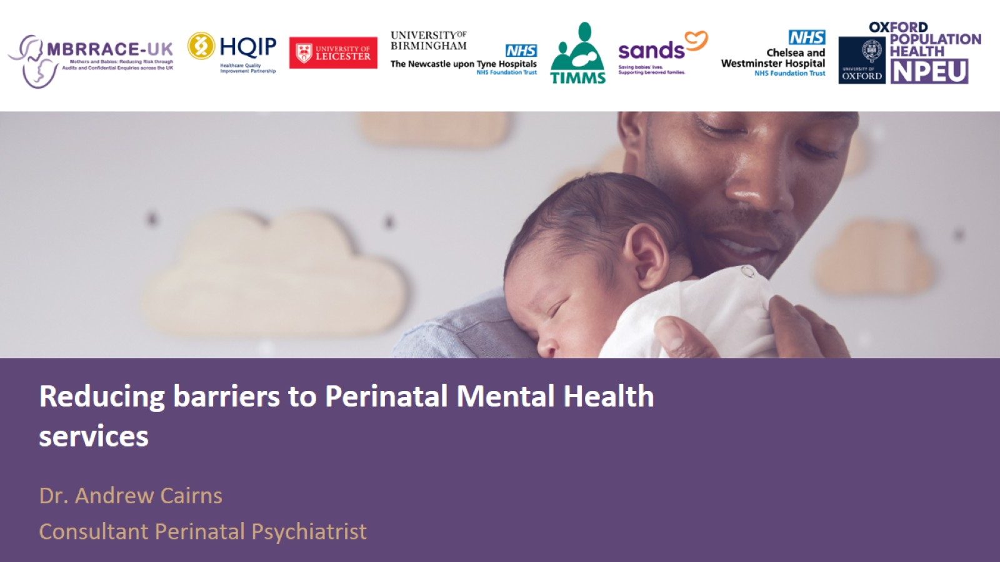 MBRRACE-UK
Mothers and Babies: Reducing Risk through
Audits and Confidential Enquiries across the UK
HQIP
Healthcare Quality
Improvement Partnership
UNIVERSITY OF
LEICESTER
UNIVERSITY OF
BIRMINGHAM
NHS
The Newcastle upon Tyne Hospitals
NHS Foundation Trust
TIMMS
sands
Saving babies' lives.
Supporting bereaved families.
NHS
Chelsea and
Westminster Hospital
NHS Foundation Trust
UNIVERSITY OF
OXFORD
OXFORD
POPULATION
HEALTH
NPEU
Reducing barriers to Perinatal Mental Health
services
Dr. Andrew Cairns
Consultant Perinatal Psychiatrist